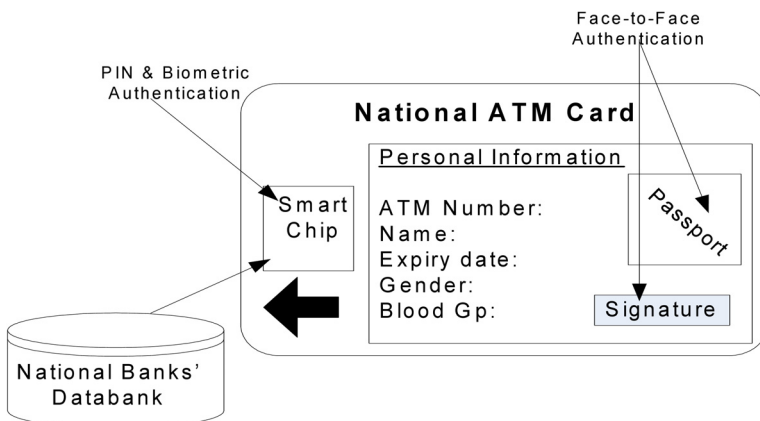 Face-to-Face
Authentication
PIN & Biometric
Authentication
National ATM Card
Personal Information
Smart
Chip
ATM Number:
Name:
Expiry date:
Gender:
Blood Gp:
Passport
Signature
National Banks’
Databank